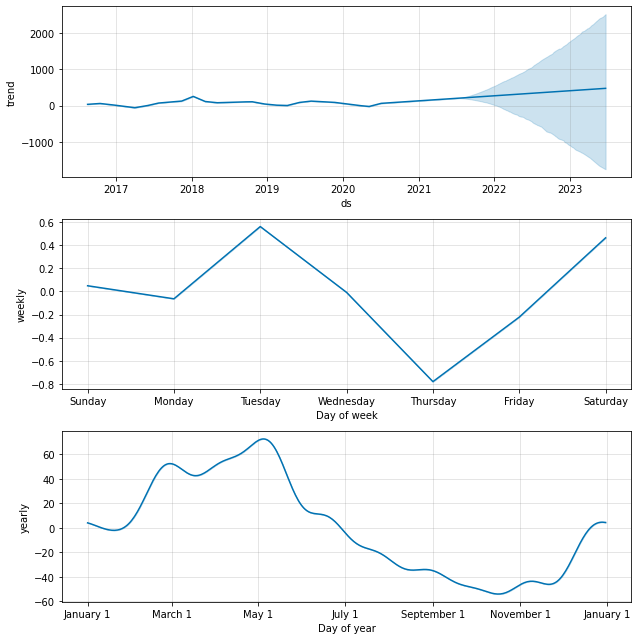 ds
trend
2000
1000
0
−1000
2017 2018 2019 2020 2021 2022 2023
ds
weekly
0.6
0.4
0.2
0.0
−0.2
−0.4
−0.6
−0.8
Sunday Monday Tuesday Wednesday Thursday Friday Saturday
Day of week
yearly
60
40
20
0
−20
−40
−60
January 1 March 1 May 1 July 1 September 1 November 1 January 1
Day of year